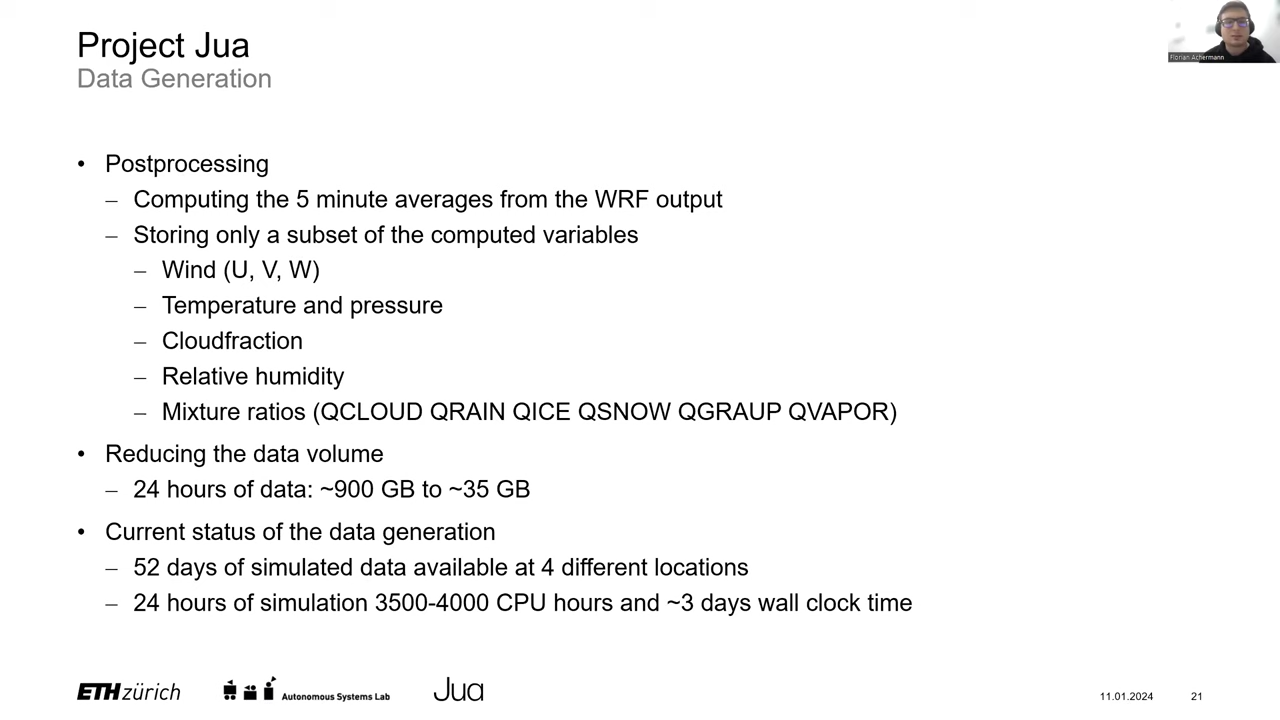 Project Jua
Data Generation
Florian Achermann
• Postprocessing
– Computing the 5 minute averages from the WRF output
– Storing only a subset of the computed variables
– Wind (U, V, W)
– Temperature and pressure
– Cloudfraction
– Relative humidity
– Mixture ratios (QCLOUD QRAIN QICE QSNOW QGRAUP QVAPOR)
• Reducing the data volume
– 24 hours of data: ~900 GB to ~35 GB
• Current status of the data generation
– 52 days of simulated data available at 4 different locations
– 24 hours of simulation 3500-4000 CPU hours and ~3 days wall clock time
ETH zürich
Autonomous Systems Lab
Jua
11.01.2024
21